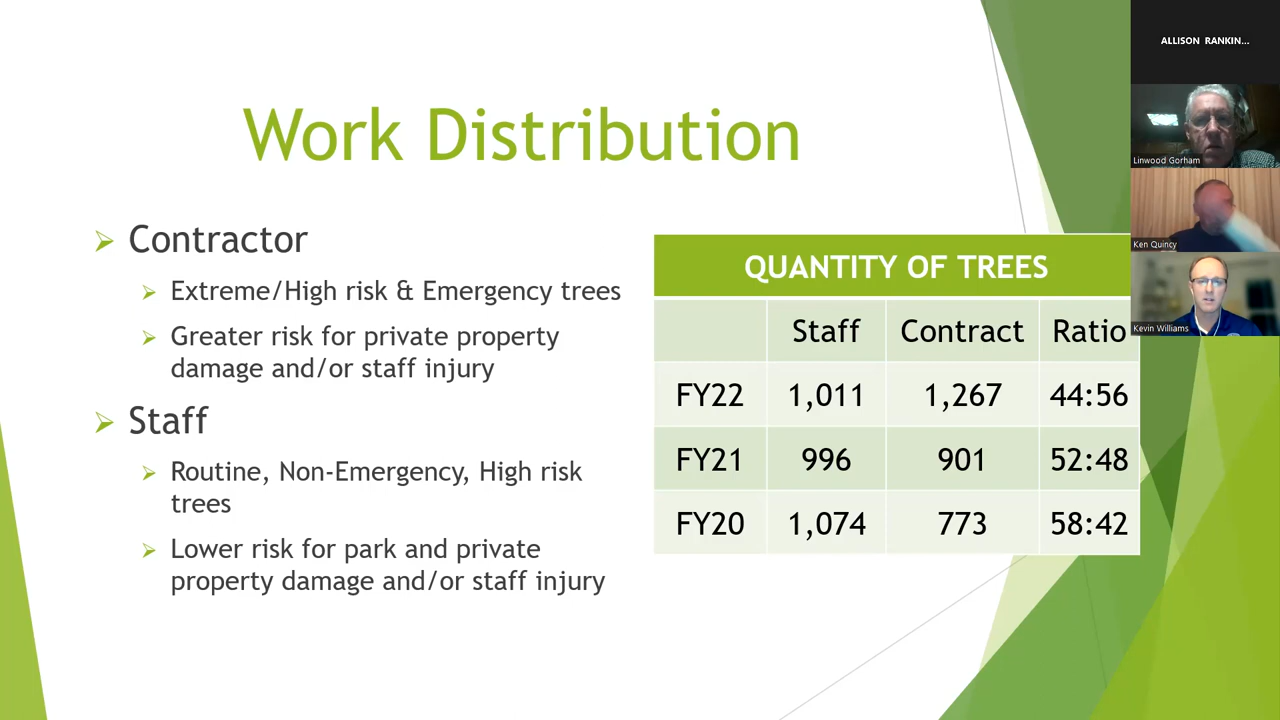 Work Distribution
Contractor
Extreme/High risk & Emergency trees
Greater risk for private property
damage and/or staff injury
Staff
Routine, Non-Emergency, High risk
trees
Lower risk for park and private
property damage and/or staff injury
QUANTITY OF TREES
Staff Contract Ratio
FY22 1,011 1,267 44:56
FY21 996 901 52:48
FY20 1,074 773 58:42
ALLISON RANKIN...
Linwood Gorham
Ken Quincy
Kevin Williams